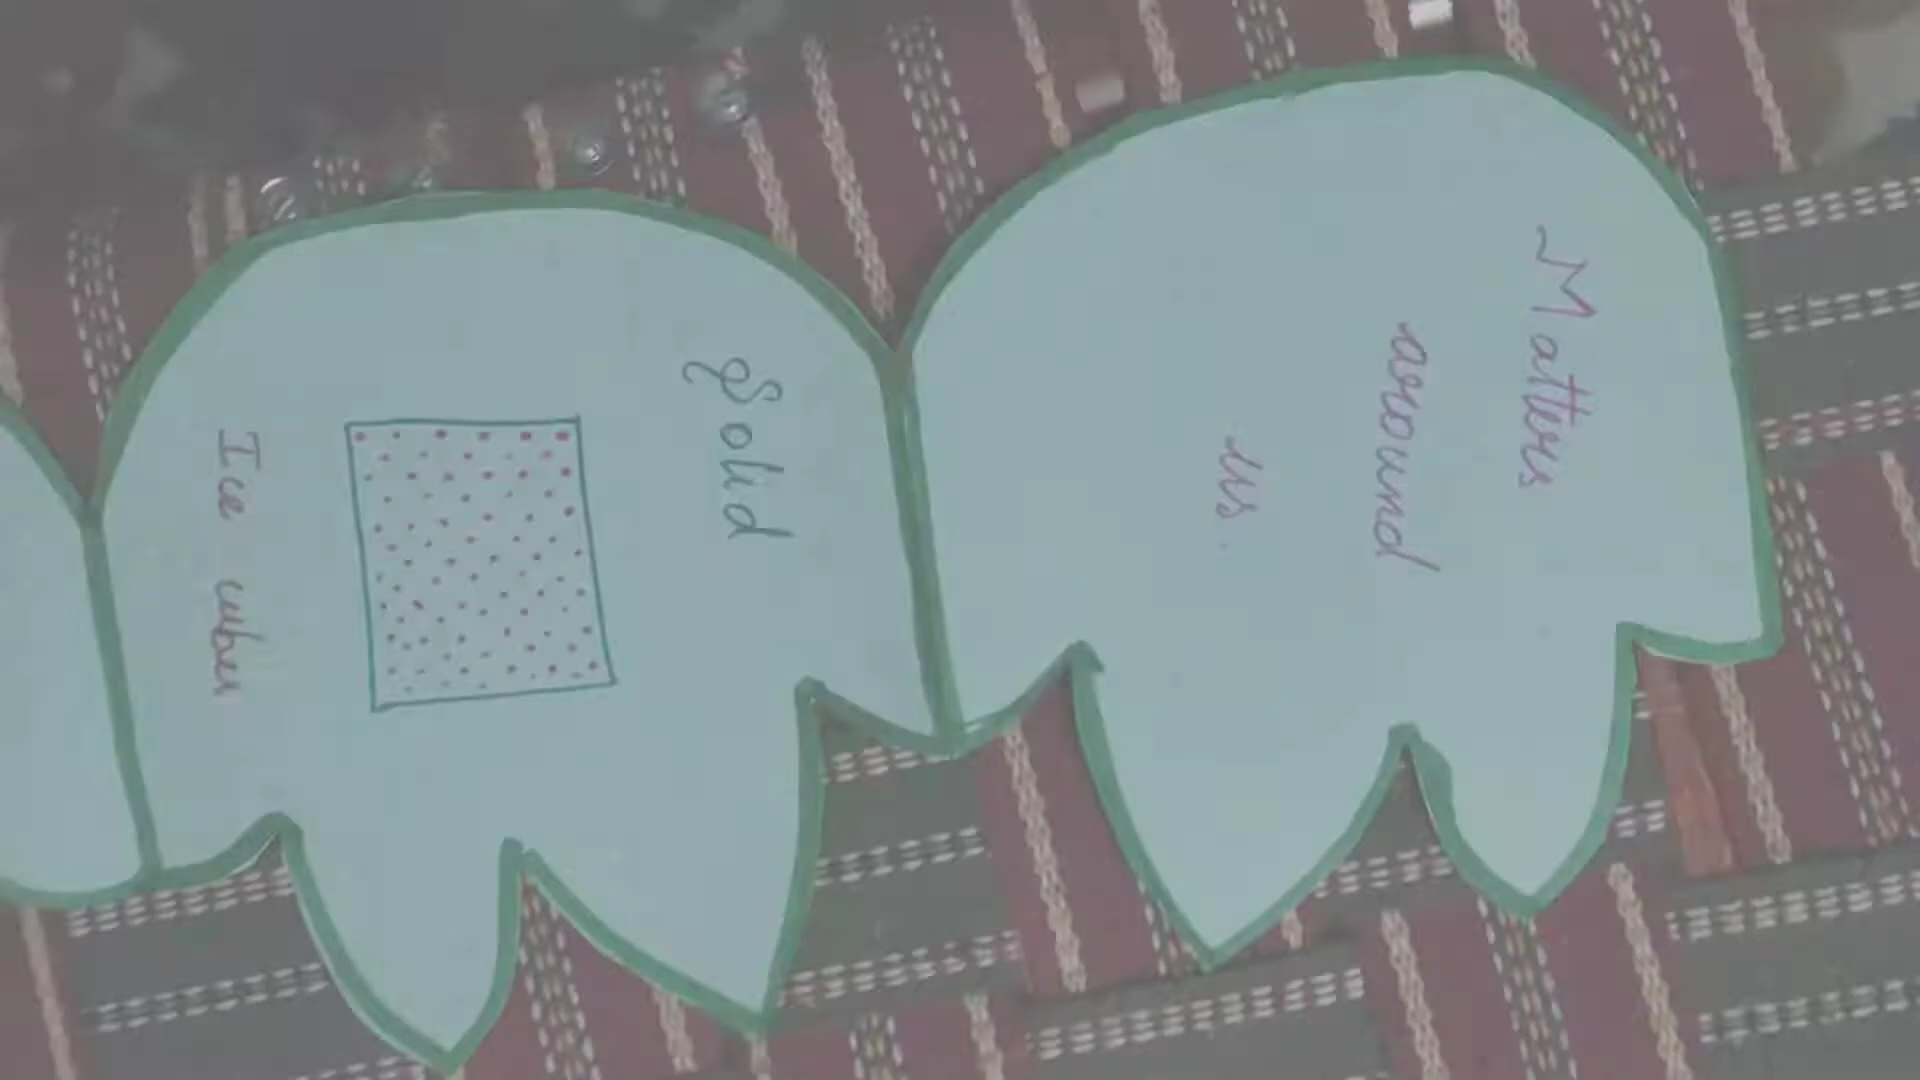 Matters
around
us.
Solid
Ice cubes